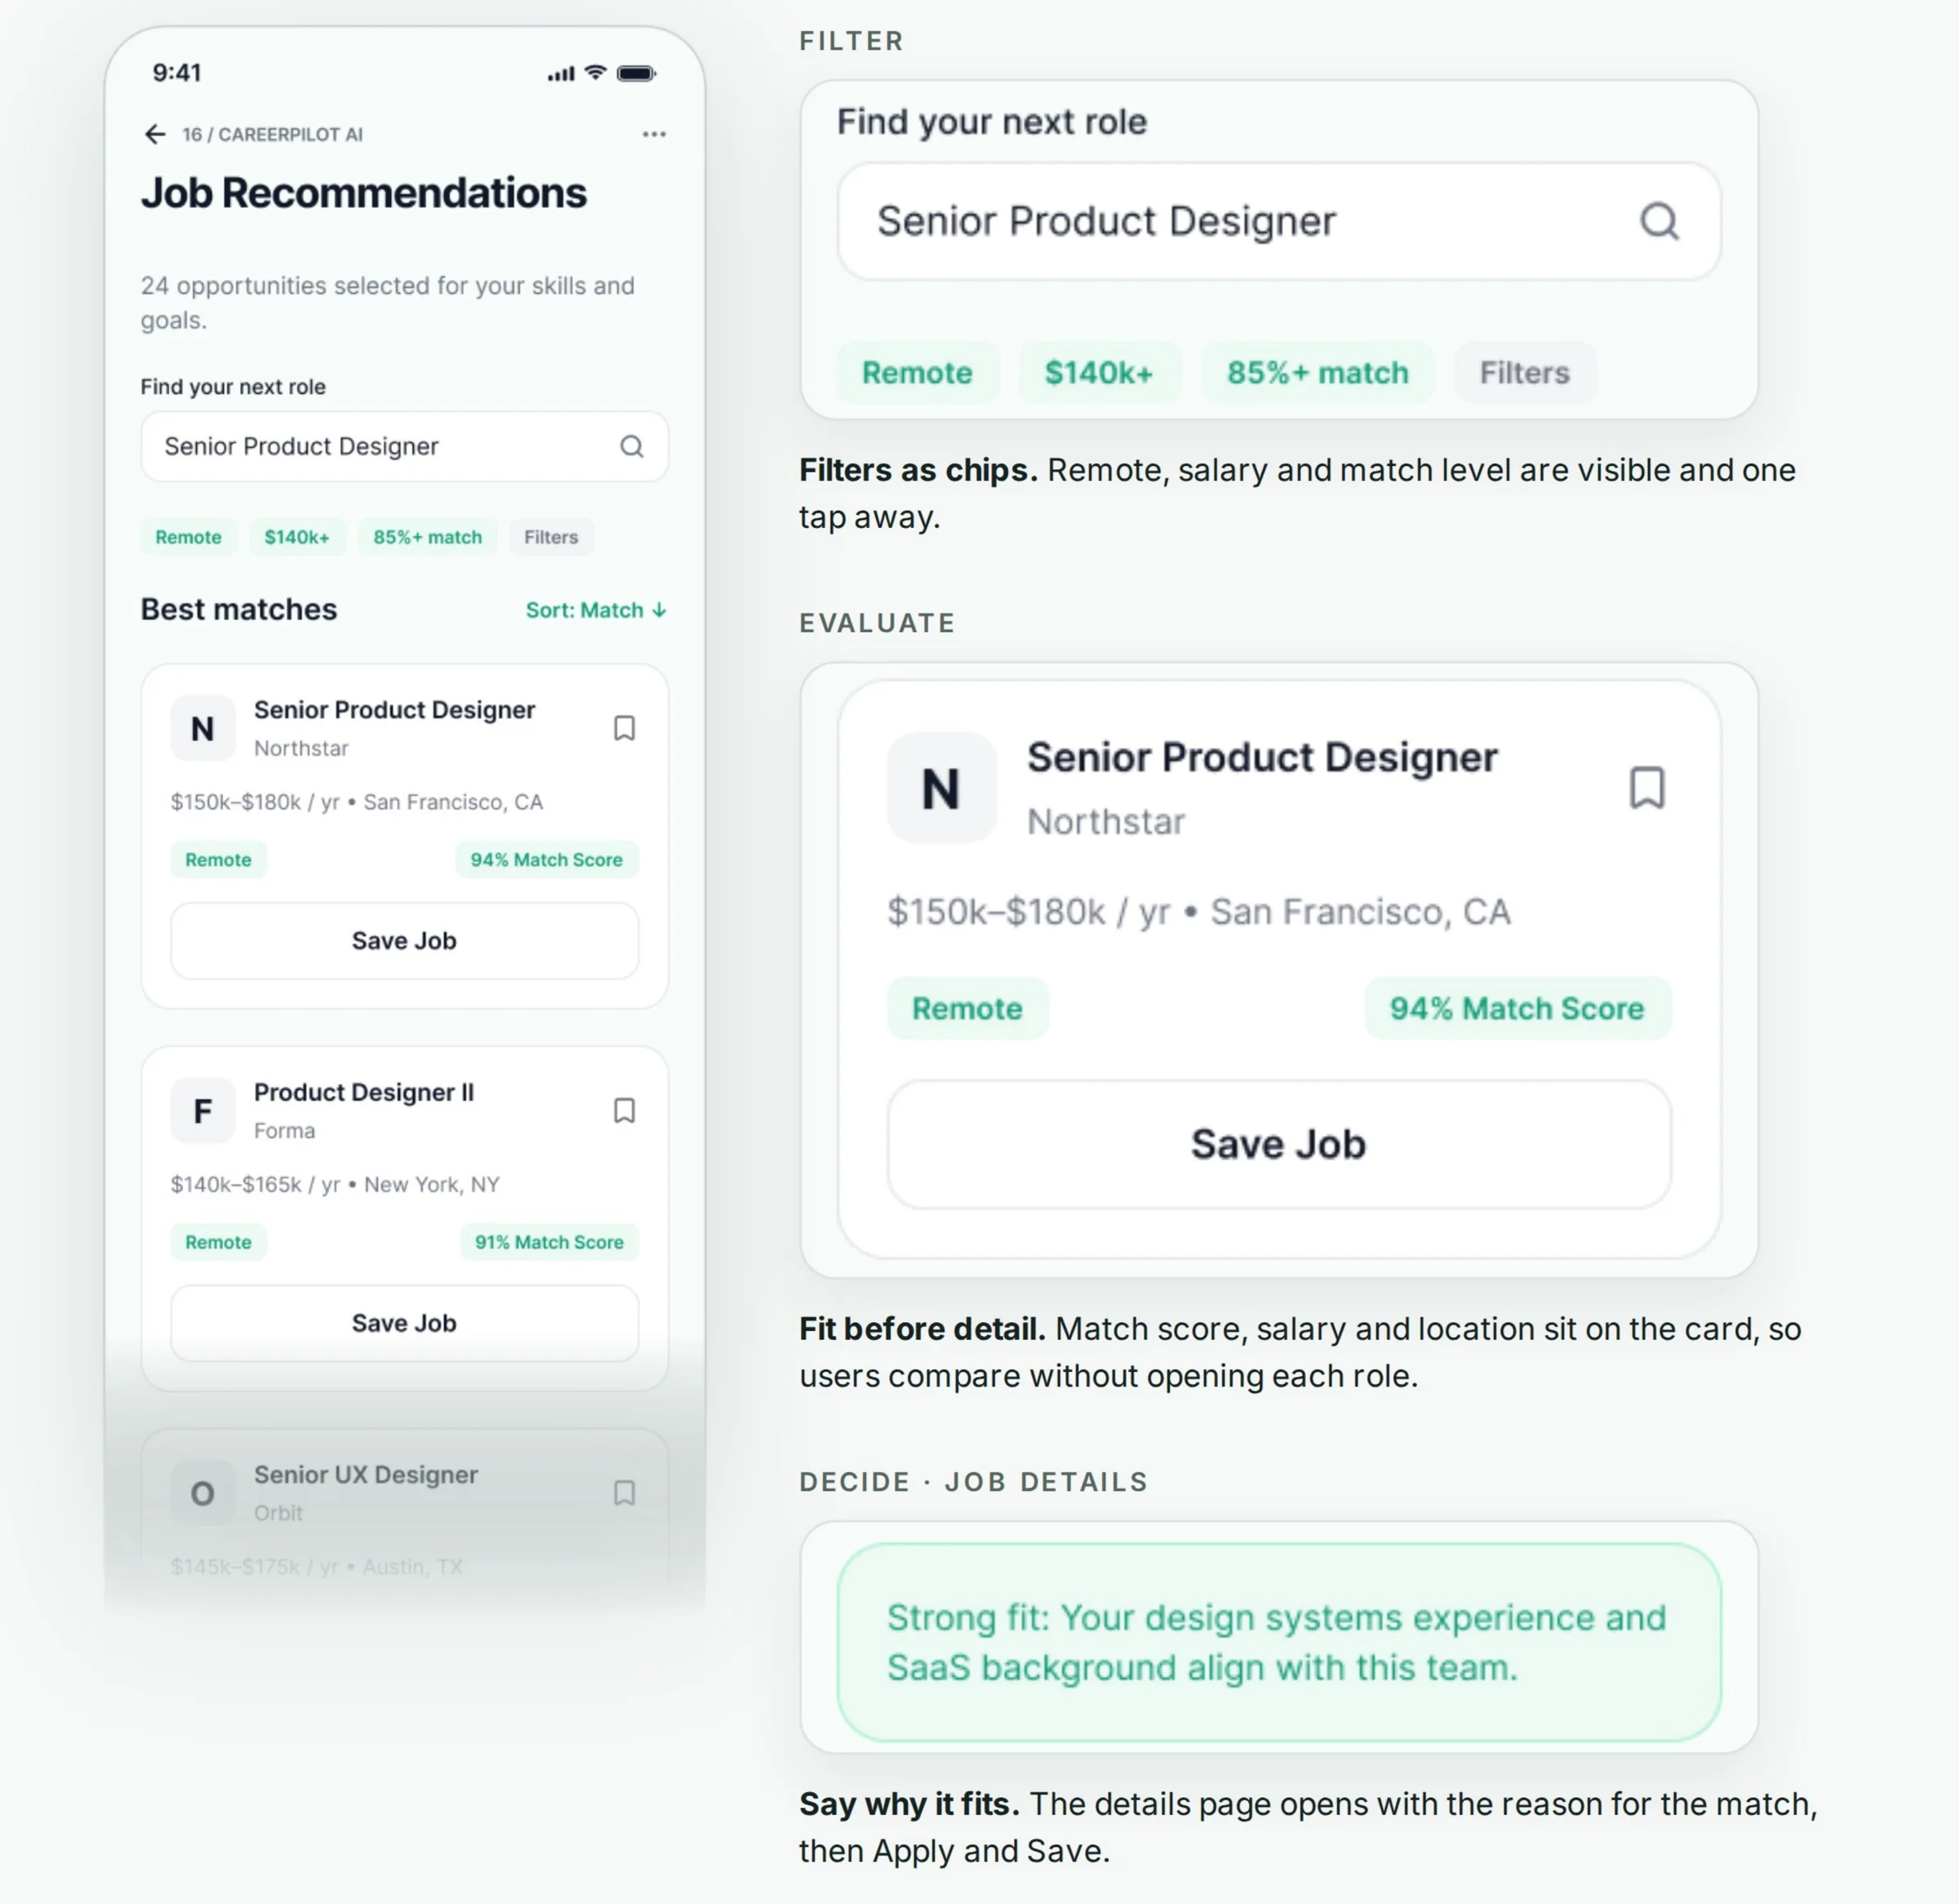 9:41
16 / CAREERPILOT AI
Job Recommendations
24 opportunities selected for your skills and
goals.
Find your next role
Senior Product Designer
Remote
$140k+
85%+ match
Filters
Best matches
Sort: Match ↓
N
Senior Product Designer
Northstar
$150k–$180k / yr • San Francisco, CA
Remote
94% Match Score
Save Job
F
Product Designer II
Forma
$140k–$165k / yr • New York, NY
Remote
91% Match Score
Save Job
O
Senior UX Designer
Orbit
$145k–$175k / yr • Austin, TX
FILTER
Find your next role
Senior Product Designer
Remote
$140k+
85%+ match
Filters
Filters as chips. Remote, salary and match level are visible and one
tap away.
EVALUATE
N
Senior Product Designer
Northstar
$150k–$180k / yr • San Francisco, CA
Remote
94% Match Score
Save Job
Fit before detail. Match score, salary and location sit on the card, so
users compare without opening each role.
DECIDE · JOB DETAILS
Strong fit: Your design systems experience and
SaaS background align with this team.
Say why it fits. The details page opens with the reason for the match,
then Apply and Save.